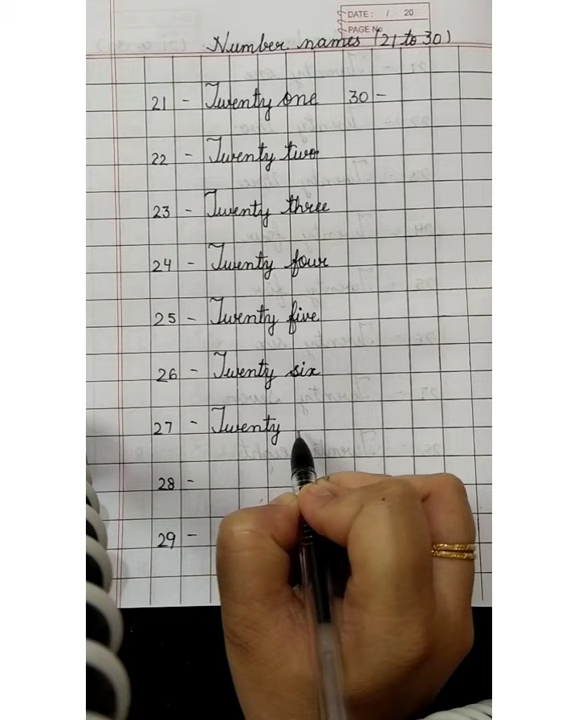 DATE: / 20
PAGE No
Number names (21 to 30)
21 - Twenty one 30 -
22 - Twenty two
23 - Twenty three
24 - Twenty four
25 - Twenty five
26 - Twenty six
27 - Twenty
28 -
29 -